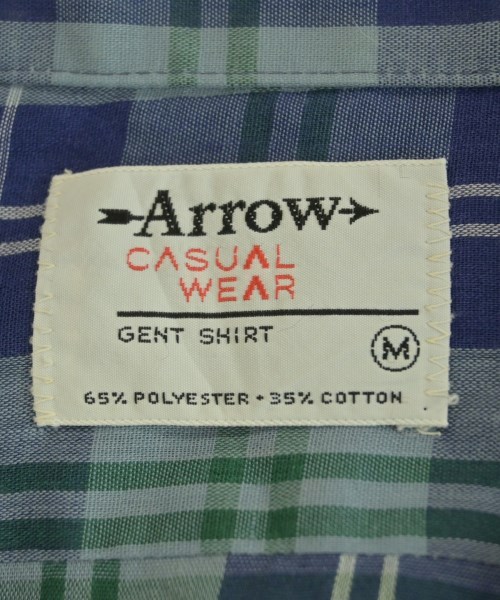 Arrow
CASUAL
WEAR
GENT SHIRT
M
65% POLYESTER • 35% COTTON